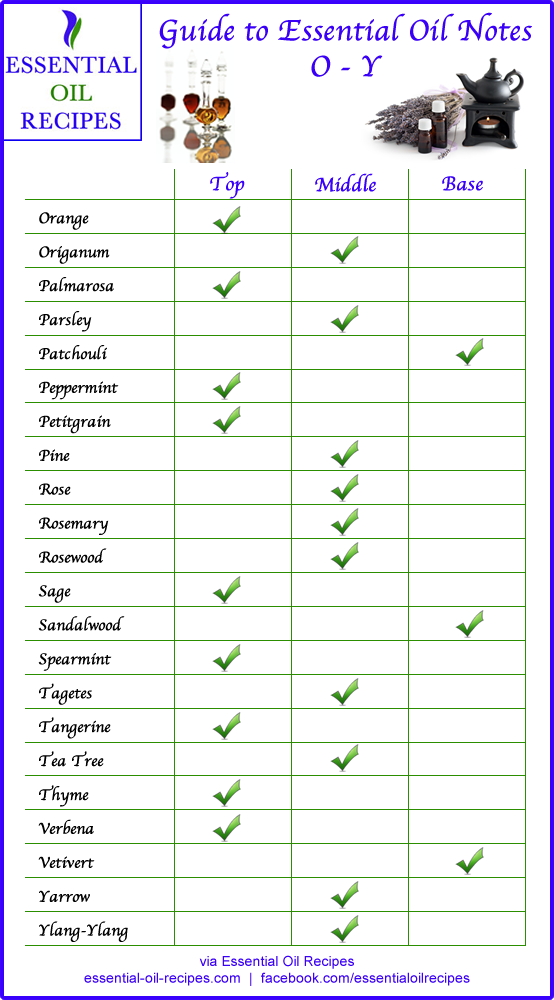 ESSENTIAL
OIL
RECIPES
Guide to Essential Oil Notes
O - Y
Top Middle Base
Orange
Origanum
Palmarosa
Parsley
Patchouli
Peppermint
Petitgrain
Pine
Rose
Rosemary
Rosewood
Sage
Sandalwood
Spearmint
Tagetes
Tangerine
Tea Tree
Thyme
Verbena
Vetivert
Yarrow
Ylang-Ylang
via Essential Oil Recipes
essential-oil-recipes.com | facebook.com/essentialoilrecipes